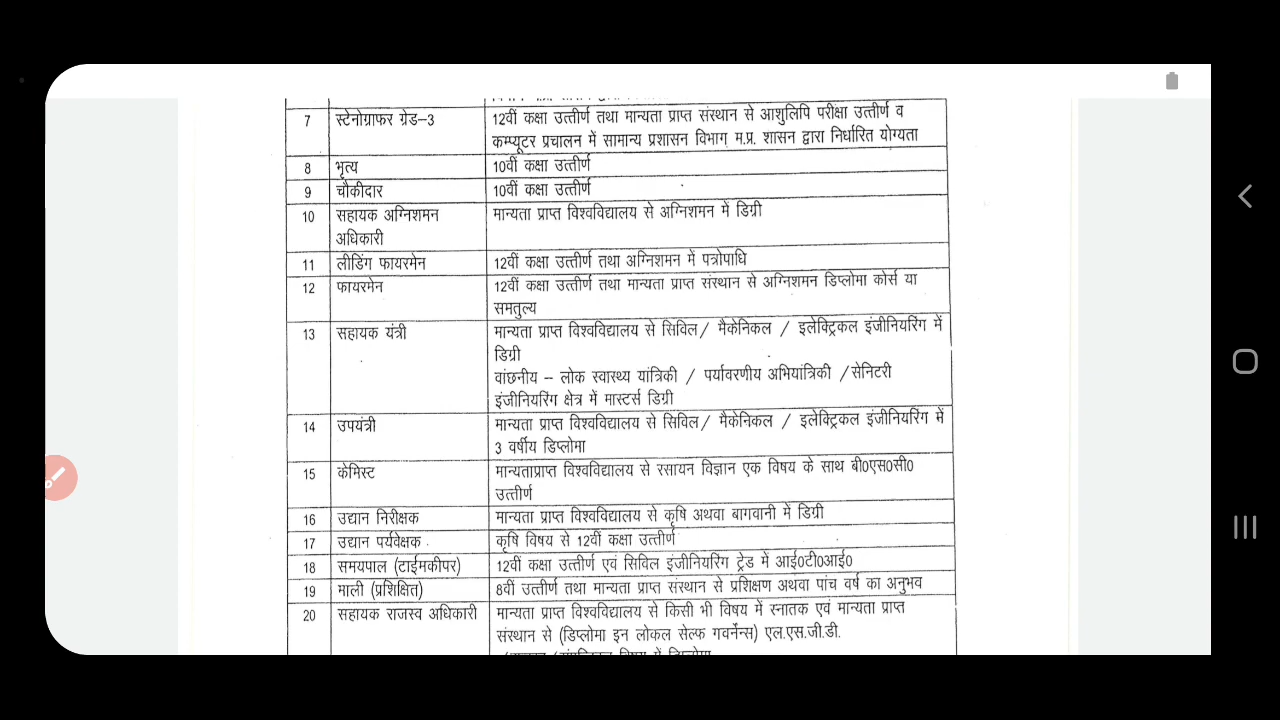 7 स्टेनोग्राफर ग्रेड–3 12वीं कक्षा उत्तीर्ण तथा मान्यता प्राप्त संस्थान से आशुलिपि परीक्षा उत्तीर्ण व
कम्प्यूटर प्रचालन में सामान्य प्रशासन विभाग म.प्र. शासन द्वारा निर्धारित योग्यता
8 भृत्य 10वीं कक्षा उत्तीर्ण
9 चौकीदार 10वीं कक्षा उत्तीर्ण
10 सहायक अग्निशमन मान्यता प्राप्त विश्वविद्यालय से अग्निशमन में डिग्री
अधिकारी
11 लीडिंग फायरमेन 12वीं कक्षा उत्तीर्ण तथा अग्निशमन में पत्रोपाधि
12 फायरमेन 12वीं कक्षा उत्तीर्ण तथा मान्यता प्राप्त संस्थान से अग्निशमन डिप्लोमा कोर्स या
समतुल्य
13 सहायक यंत्री मान्यता प्राप्त विश्वविद्यालय से सिविल/ मैकेनिकल / इलेक्ट्रिकल इंजीनियरिंग में
डिग्री
वांछनीय – लोक स्वास्थ्य यांत्रिकी / पर्यावरणीय अभियांत्रिकी /सेनिटरी
इंजीनियरिंग क्षेत्र में मास्टर्स डिग्री
14 उपयंत्री मान्यता प्राप्त विश्वविद्यालय से सिविल/ मैकेनिकल / इलेक्ट्रिकल इंजीनियरिंग में
3 वर्षीय डिप्लोमा
15 केमिस्ट मान्यताप्राप्त विश्वविद्यालय से रसायन विज्ञान एक विषय के साथ बी0एस0सी0
उत्तीर्ण
16 उद्यान निरीक्षक मान्यता प्राप्त विश्वविद्यालय से कृषि अथवा बागवानी में डिग्री
17 उद्यान पर्यवेक्षक कृषि विषय से 12वीं कक्षा उत्तीर्ण
18 समयपाल (टाईमकीपर) 12वीं कक्षा उत्तीर्ण एवं सिविल इंजीनियरिंग ट्रेड में आई0टी0आई0
19 माली (प्रशिक्षित) 8वीं उत्तीर्ण तथा मान्यता प्राप्त संस्थान से प्रशिक्षण अथवा पांच वर्ष का अनुभव
20 सहायक राजस्व अधिकारी मान्यता प्राप्त विश्वविद्यालय से किसी भी विषय में स्नातक एवं मान्यता प्राप्त
संस्थान से (डिप्लोमा इन लोकल सेल्फ गवर्नेन्स) एल.एस.जी.डी.